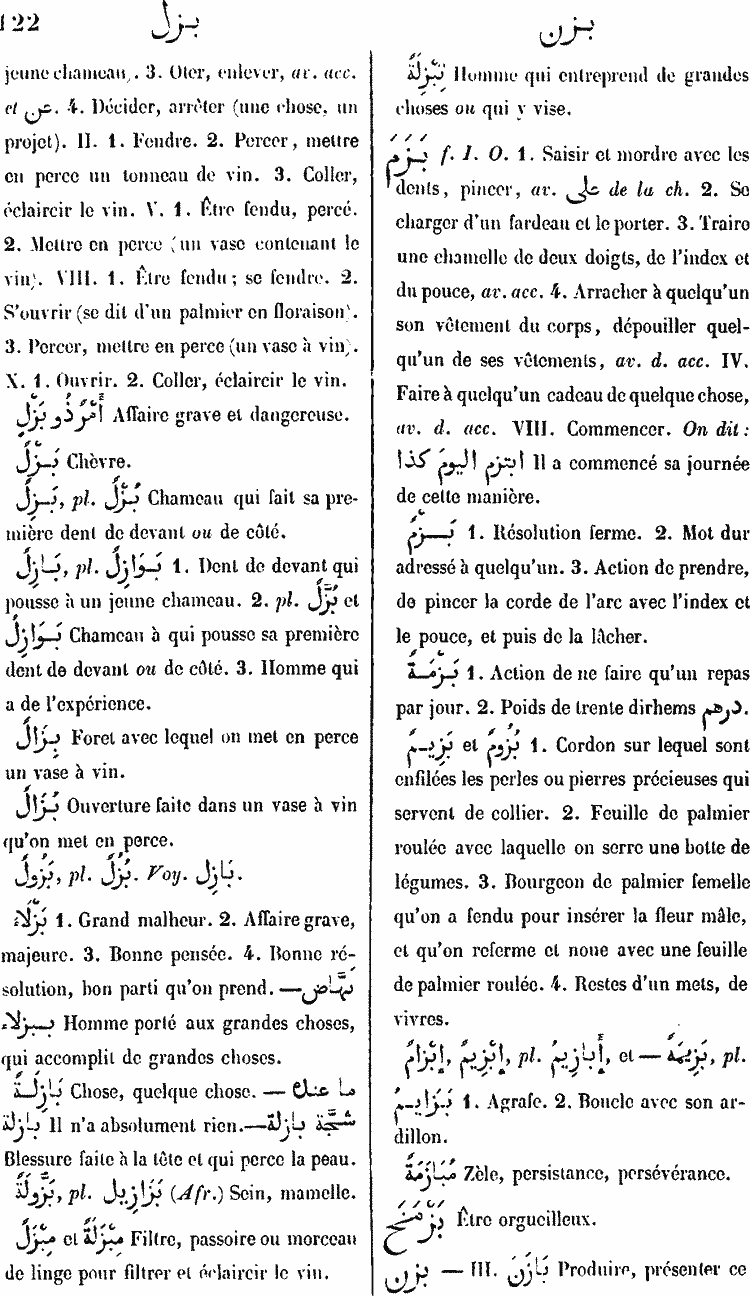 122
بزل
بزن
jeune chameau). 3. Oter, enlever, av. acc.
et عن. 4. Décider, arrêter (une chose, un
projet). II. 1. Fendre. 2. Percer, mettre
en perce un tonneau de vin. 3. Coller,
éclaircir le vin. V. 1. Être fendu, percé.
2. Mettre en perce (un vase contenant le
vin). VIII. 1. Être fendu; se fendre. 2.
S'ouvrir (se dit d'un palmier en floraison).
3. Percer, mettre en perce (un vase à vin).
X. 1. Ouvrir. 2. Coller, éclaircir le vin.
أَمْرٌ ذُو بَزْلٍ Affaire grave et dangereuse.
بَزْلٌ Chèvre.
بَزِلٌ, pl. بُزْلٌ Chameau qui fait sa pre-
mière dent de devant ou de côté.
بَازِلٌ, pl. بَوَازِلُ 1. Dent de devant qui
pousse à un jeune chameau. 2. pl. بُزَّلٌ et
بَوَازِلُ Chameau à qui pousse sa première
dent de devant ou de côté. 3. Homme qui
a de l'expérience.
بِزَالٌ Foret avec lequel on met en perce
un vase à vin.
بُزَالٌ Ouverture faite dans un vase à vin
qu'on met en perce.
بَزُولٌ, pl. بُزُلٌ. Voy. بَازِل.
بَزْلَاءُ 1. Grand malheur. 2. Affaire grave,
majeure. 3. Bonne pensée. 4. Bonne ré-
solution, bon parti qu'on prend. — نَهَّاض
ببزلاء Homme porté aux grandes choses,
qui accomplit de grandes choses.
بَازِلَةٌ Chose, quelque chose. — ما عندك
بازلة Il n'a absolument rien. — شجّة بازلة
Blessure faite à la tête et qui perce la peau.
بَزُّولَةٌ, pl. بَزَازِيل (Afr.) Sein, mamelle.
مِبْزَلٌ et مِبْزَلَةٌ Filtre, passoire ou morceau
de linge pour filtrer et éclaircir le vin.
تِبْزِلَةٌ Homme qui entreprend de grandes
choses ou qui y vise.
بَزَمَ f. I. O. 1. Saisir et mordre avec les
dents, pincer, av. على de la ch. 2. Se
charger d'un fardeau et le porter. 3. Traire
une chamelle de deux doigts, de l'index et
du pouce, av. acc. 4. Arracher à quelqu'un
son vêtement du corps, dépouiller quel-
qu'un de ses vêtements, av. d. acc. IV.
Faire à quelqu'un cadeau de quelque chose,
av. d. acc. VIII. Commencer. On dit :
ابتزم اليومَ كذا Il a commencé sa journée
de cette manière.
بَزْمٌ 1. Résolution ferme. 2. Mot dur
adressé à quelqu'un. 3. Action de prendre,
de pincer la corde de l'arc avec l'index et
le pouce, et puis de la lâcher.
بَزْمَةٌ 1. Action de ne faire qu'un repas
par jour. 2. Poids de trente dirhems درهم.
بَزِيمٌ et بُزُومٌ 1. Cordon sur lequel sont
enfilées les perles ou pierres précieuses qui
servent de collier. 2. Feuille de palmier
roulée avec laquelle on serre une botte de
légumes. 3. Bourgeon de palmier femelle
qu'on a fendu pour insérer la fleur mâle,
et qu'on referme et noue avec une feuille
de palmier roulée. 4. Restes d'un mets, de
vivres.
إِبْزَامٌ, إِبْزِيمٌ, pl. أَبَازِيمُ, et — بَزِيمَةٌ, pl.
بَزَايِمُ 1. Agrafe. 2. Boucle avec son ar-
dillon.
مُبَازَمَةٌ Zèle, persistance, persévérance.
بَزْمَخَ Être orgueilleux.
بزن — III. بَازَنَ Produire, présenter ce